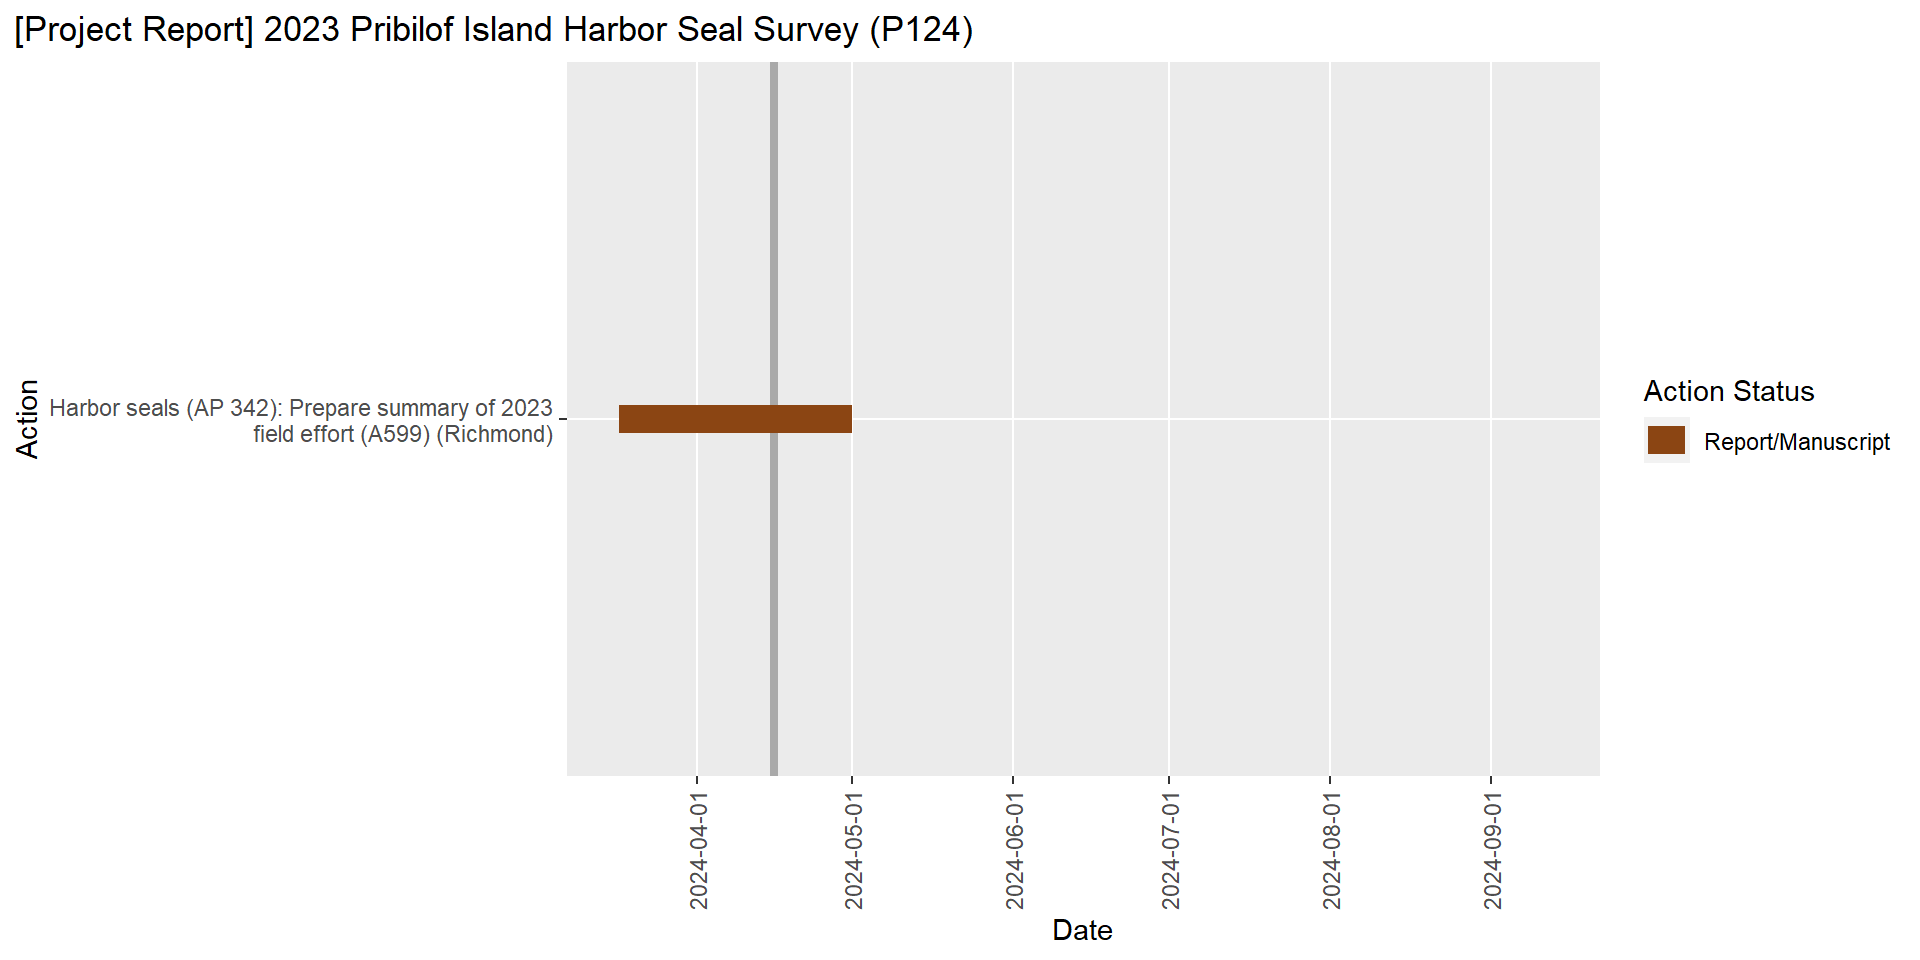 [Project Report] 2023 Pribilof Island Harbor Seal Survey (P124)
Action
Harbor seals (AP 342): Prepare summary of 2023
field effort (A599) (Richmond)
2024-04-01
2024-05-01
2024-06-01
2024-07-01
2024-08-01
2024-09-01
Date
Action Status
Report/Manuscript